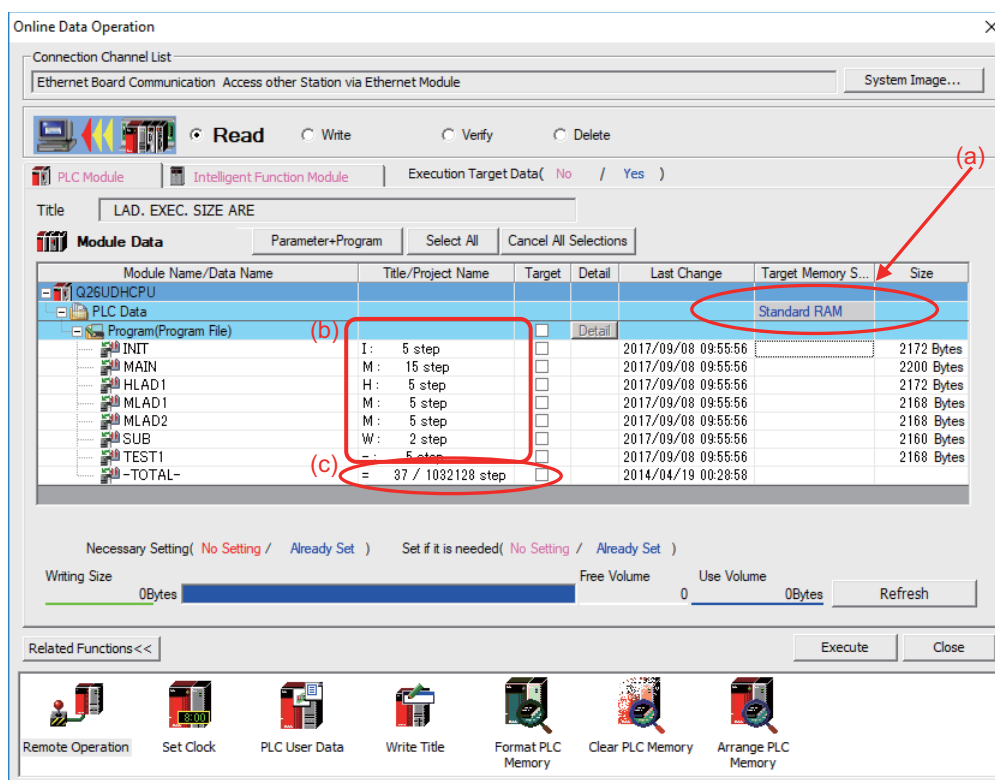 Online Data Operation
Connection Channel List
Ethernet Board Communication  Access other Station via Ethernet Module
System Image...
Read  Write  Verify  Delete
(a)
PLC Module  Intelligent Function Module  Execution Target Data( No / Yes )
Title  LAD. EXEC. SIZE ARE
Module Data  Parameter+Program  Select All  Cancel All Selections
Module Name/Data Name  Title/Project Name  Target  Detail  Last Change  Target Memory S...  Size
Q26UDHCPU
PLC Data  Standard RAM
Program(Program File)  (b)  Detail
INIT  I :  5 step  2017/09/08 09:55:56  2172 Bytes
MAIN  M :  15 step  2017/09/08 09:55:56  2200 Bytes
HLAD1  H :  5 step  2017/09/08 09:55:56  2172 Bytes
MLAD1  M :  5 step  2017/09/08 09:55:56  2168 Bytes
MLAD2  M :  5 step  2017/09/08 09:55:56  2168 Bytes
SUB  W :  2 step  2017/09/08 09:55:56  2160 Bytes
TEST1  - :  5 step  2017/09/08 09:55:56  2168 Bytes
-TOTAL-  (c)  =  37 / 1032128 step  2014/04/19 00:28:58
Necessary Setting( No Setting / Already Set )  Set if it is needed( No Setting / Already Set )
Writing Size  Free Volume  Use Volume
0Bytes  0  0Bytes  Refresh
Related Functions<<  Execute  Close
8:00
Remote Operation  Set Clock  PLC User Data  Write Title  Format PLC  Clear PLC Memory  Arrange PLC
Memory  Memory